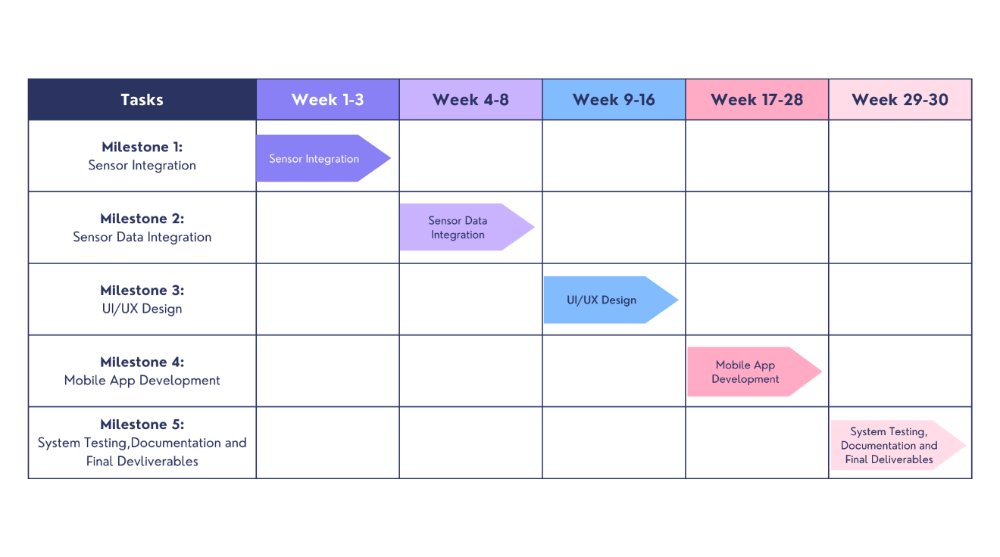 Tasks
Week 1-3
Week 4-8
Week 9-16
Week 17-28
Week 29-30
Milestone 1:
Sensor Integration
Sensor Integration
Milestone 2:
Sensor Data Integration
Sensor Data
Integration
Milestone 3:
UI/UX Design
UI/UX Design
Milestone 4:
Mobile App Development
Mobile App
Development
Milestone 5:
System Testing,Documentation and
Final Devliverables
System Testing,
Documentation and
Final Deliverables